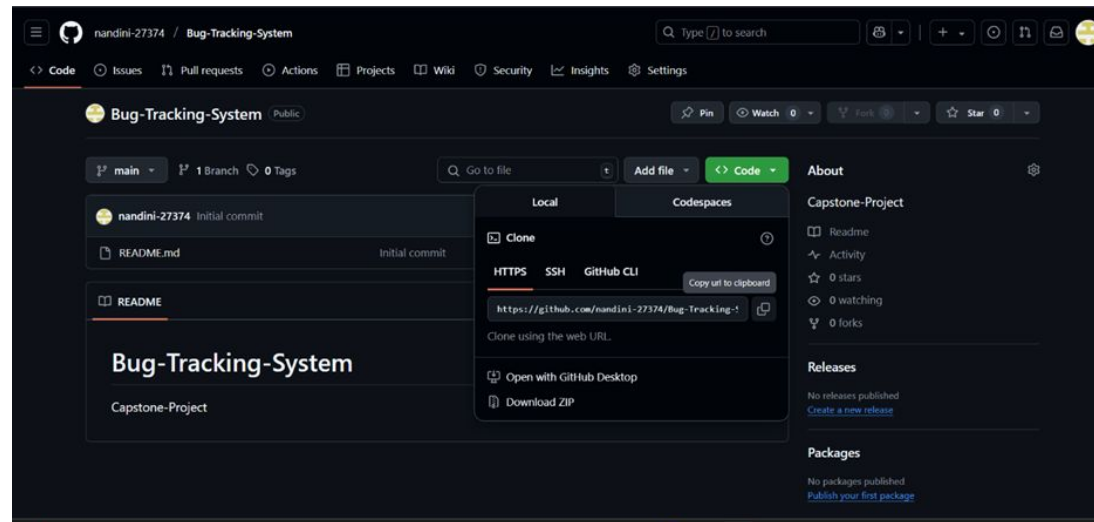 nandini-27374 / Bug-Tracking-System
Type / to search
<> Code Issues Pull requests Actions Projects Wiki Security Insights Settings
Bug-Tracking-System Public
Pin Watch 0 Fork 0 Star 0
main 1 Branch 0 Tags
Go to file t Add file <> Code
nandini-27374 Initial commit
README.md Initial commit
README
Bug-Tracking-System
Capstone-Project
Local Codespaces
Clone
HTTPS SSH GitHub CLI
Copy url to clipboard
https://github.com/nandini-27374/Bug-Tracking-
Clone using the web URL.
Open with GitHub Desktop
Download ZIP
About
Capstone-Project
Readme
Activity
0 stars
0 watching
0 forks
Releases
No releases published
Create a new release
Packages
No packages published
Publish your first package